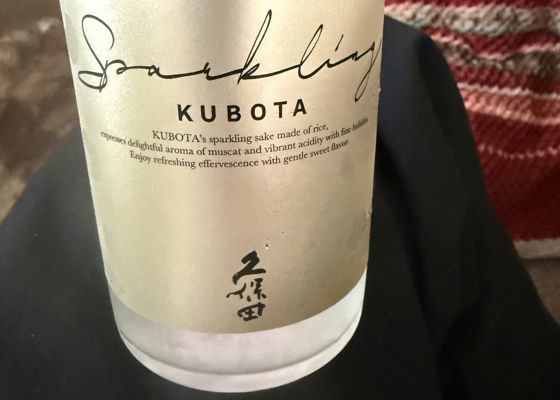 Sparkling
KUBOTA
KUBOTA's sparkling sake made of rice,
expresses delightful aroma of muscat and vibrant acidity with fine bubbles.
Enjoy refreshing effervescence with gentle sweet flavor.
久
保
田